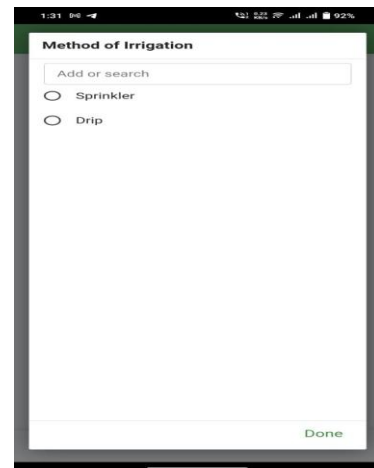 1:31
92%
Method of Irrigation
Add or search
Sprinkler
Drip
Done